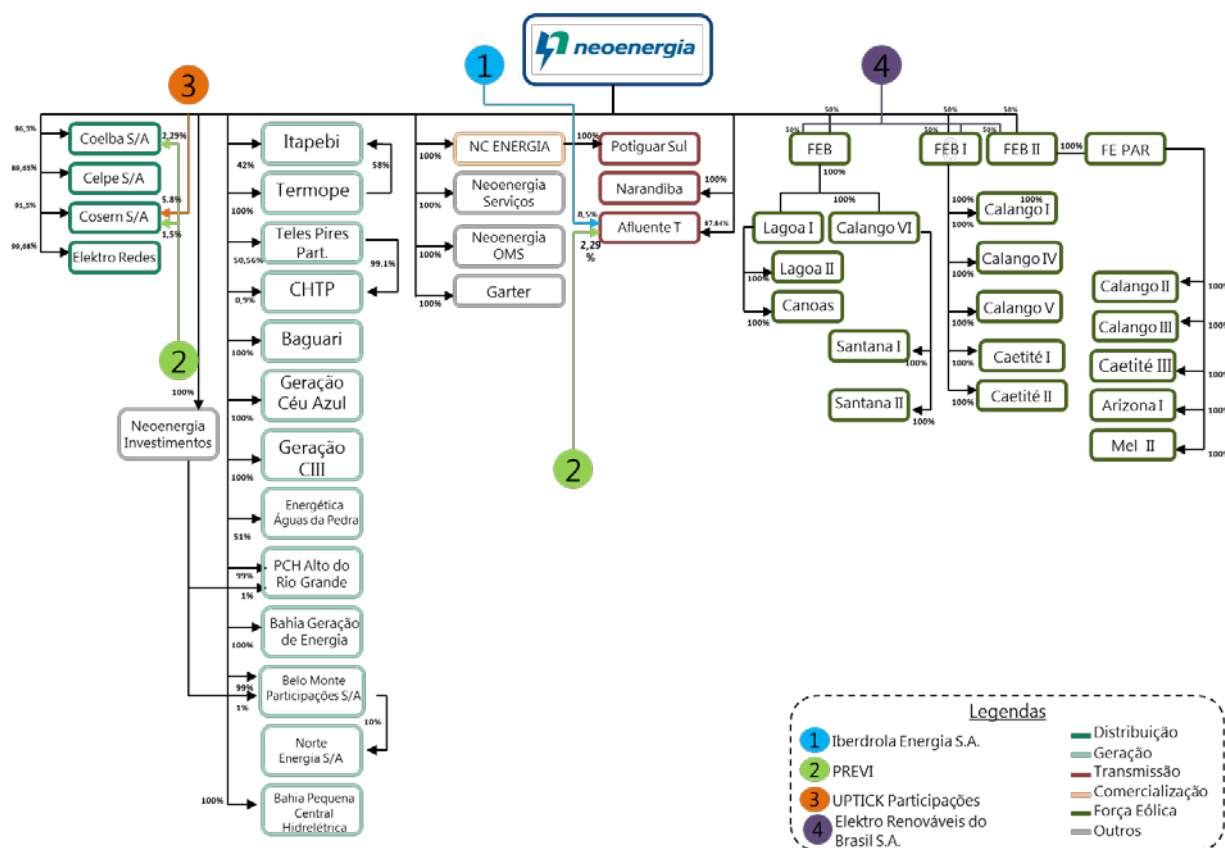 neoenergia
1
4
3
50%
50%
50%
96,3%
Coelba S/A
2,29%
Itapebi
42%
58%
NC ENERGIA
100%
100%
Potiguar Sul
50%
FEB
50%
FEB I
50%
50%
FEB II
100%
FE PAR
89,65%
Celpe S/A
Termope
100%
Neoenergia
Serviços
100%
Narandiba
100%
100%
91,5%
Cosern S/A
5,8%
1,5%
Teles Pires
Part.
50,56%
99.1%
Neoenergia
OMS
100%
8,5%
Afluente T
87.84%
2,29
%
Lagoa I
100%
Calango VI
100%
100%
Calango I
99,68%
Elektro Redes
CHTP
0,9%
Garter
100%
Lagoa II
100%
Canoas
100%
Calango IV
100%
Calango V
100%
Calango II
100%
Calango III
100%
2
Baguari
100%
Santana I
100%
Caetité I
100%
Caetité III
100%
100%
Neoenergia
Investimentos
Geração
Céu Azul
100%
Santana II
100%
Caetité II
100%
Arizona I
100%
Geração
CIII
100%
2
Mel II
100%
Energética
Águas da Pedra
51%
PCH Alto do
Rio Grande
99%
1%
Bahia Geração
de Energia
100%
Belo Monte
Participações S/A
99%
1%
10%
Norte
Energia S/A
100%
Bahia Pequena
Central
Hidrelétrica
Legendas
1 Iberdrola Energia S.A.
2 PREVI
3 UPTICK Participações
4 Elektro Renováveis do
Brasil S.A.
Distribuição
Geração
Transmissão
Comercialização
Força Eólica
Outros